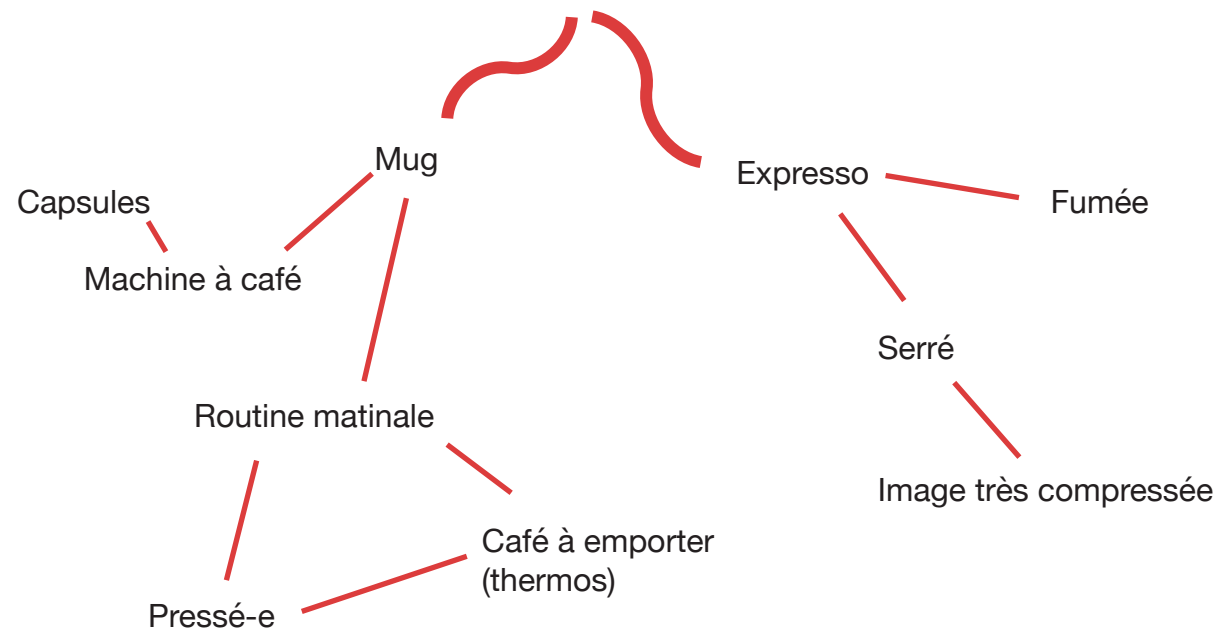 Mug
Expresso
Capsules
Fumée
Machine à café
Serré
Routine matinale
Image très compressée
Café à emporter
(thermos)
Pressé-e